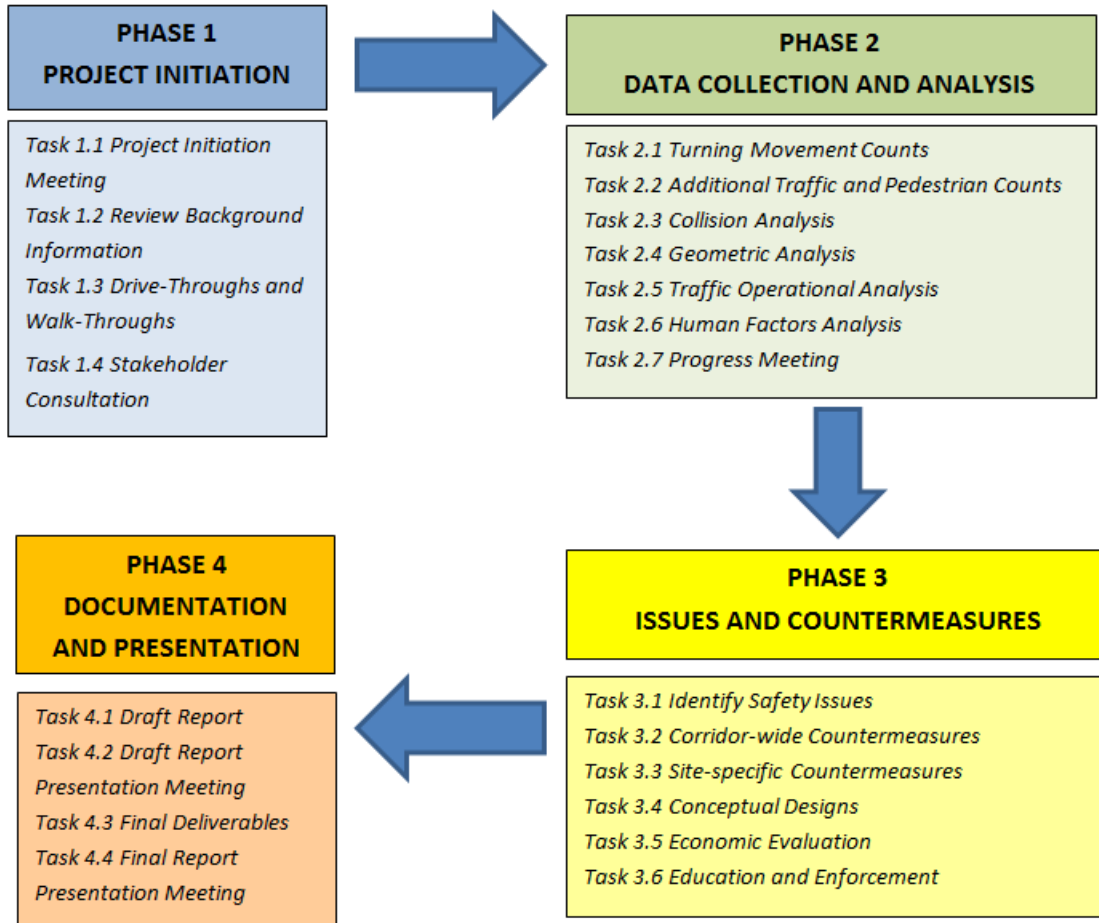 PHASE 1
PROJECT INITIATION
Task 1.1 Project Initiation
Meeting
Task 1.2 Review Background
Information
Task 1.3 Drive-Throughs and
Walk-Throughs
Task 1.4 Stakeholder
Consultation
PHASE 2
DATA COLLECTION AND ANALYSIS
Task 2.1 Turning Movement Counts
Task 2.2 Additional Traffic and Pedestrian Counts
Task 2.3 Collision Analysis
Task 2.4 Geometric Analysis
Task 2.5 Traffic Operational Analysis
Task 2.6 Human Factors Analysis
Task 2.7 Progress Meeting
PHASE 3
ISSUES AND COUNTERMEASURES
Task 3.1 Identify Safety Issues
Task 3.2 Corridor-wide Countermeasures
Task 3.3 Site-specific Countermeasures
Task 3.4 Conceptual Designs
Task 3.5 Economic Evaluation
Task 3.6 Education and Enforcement
PHASE 4
DOCUMENTATION
AND PRESENTATION
Task 4.1 Draft Report
Task 4.2 Draft Report
Presentation Meeting
Task 4.3 Final Deliverables
Task 4.4 Final Report
Presentation Meeting